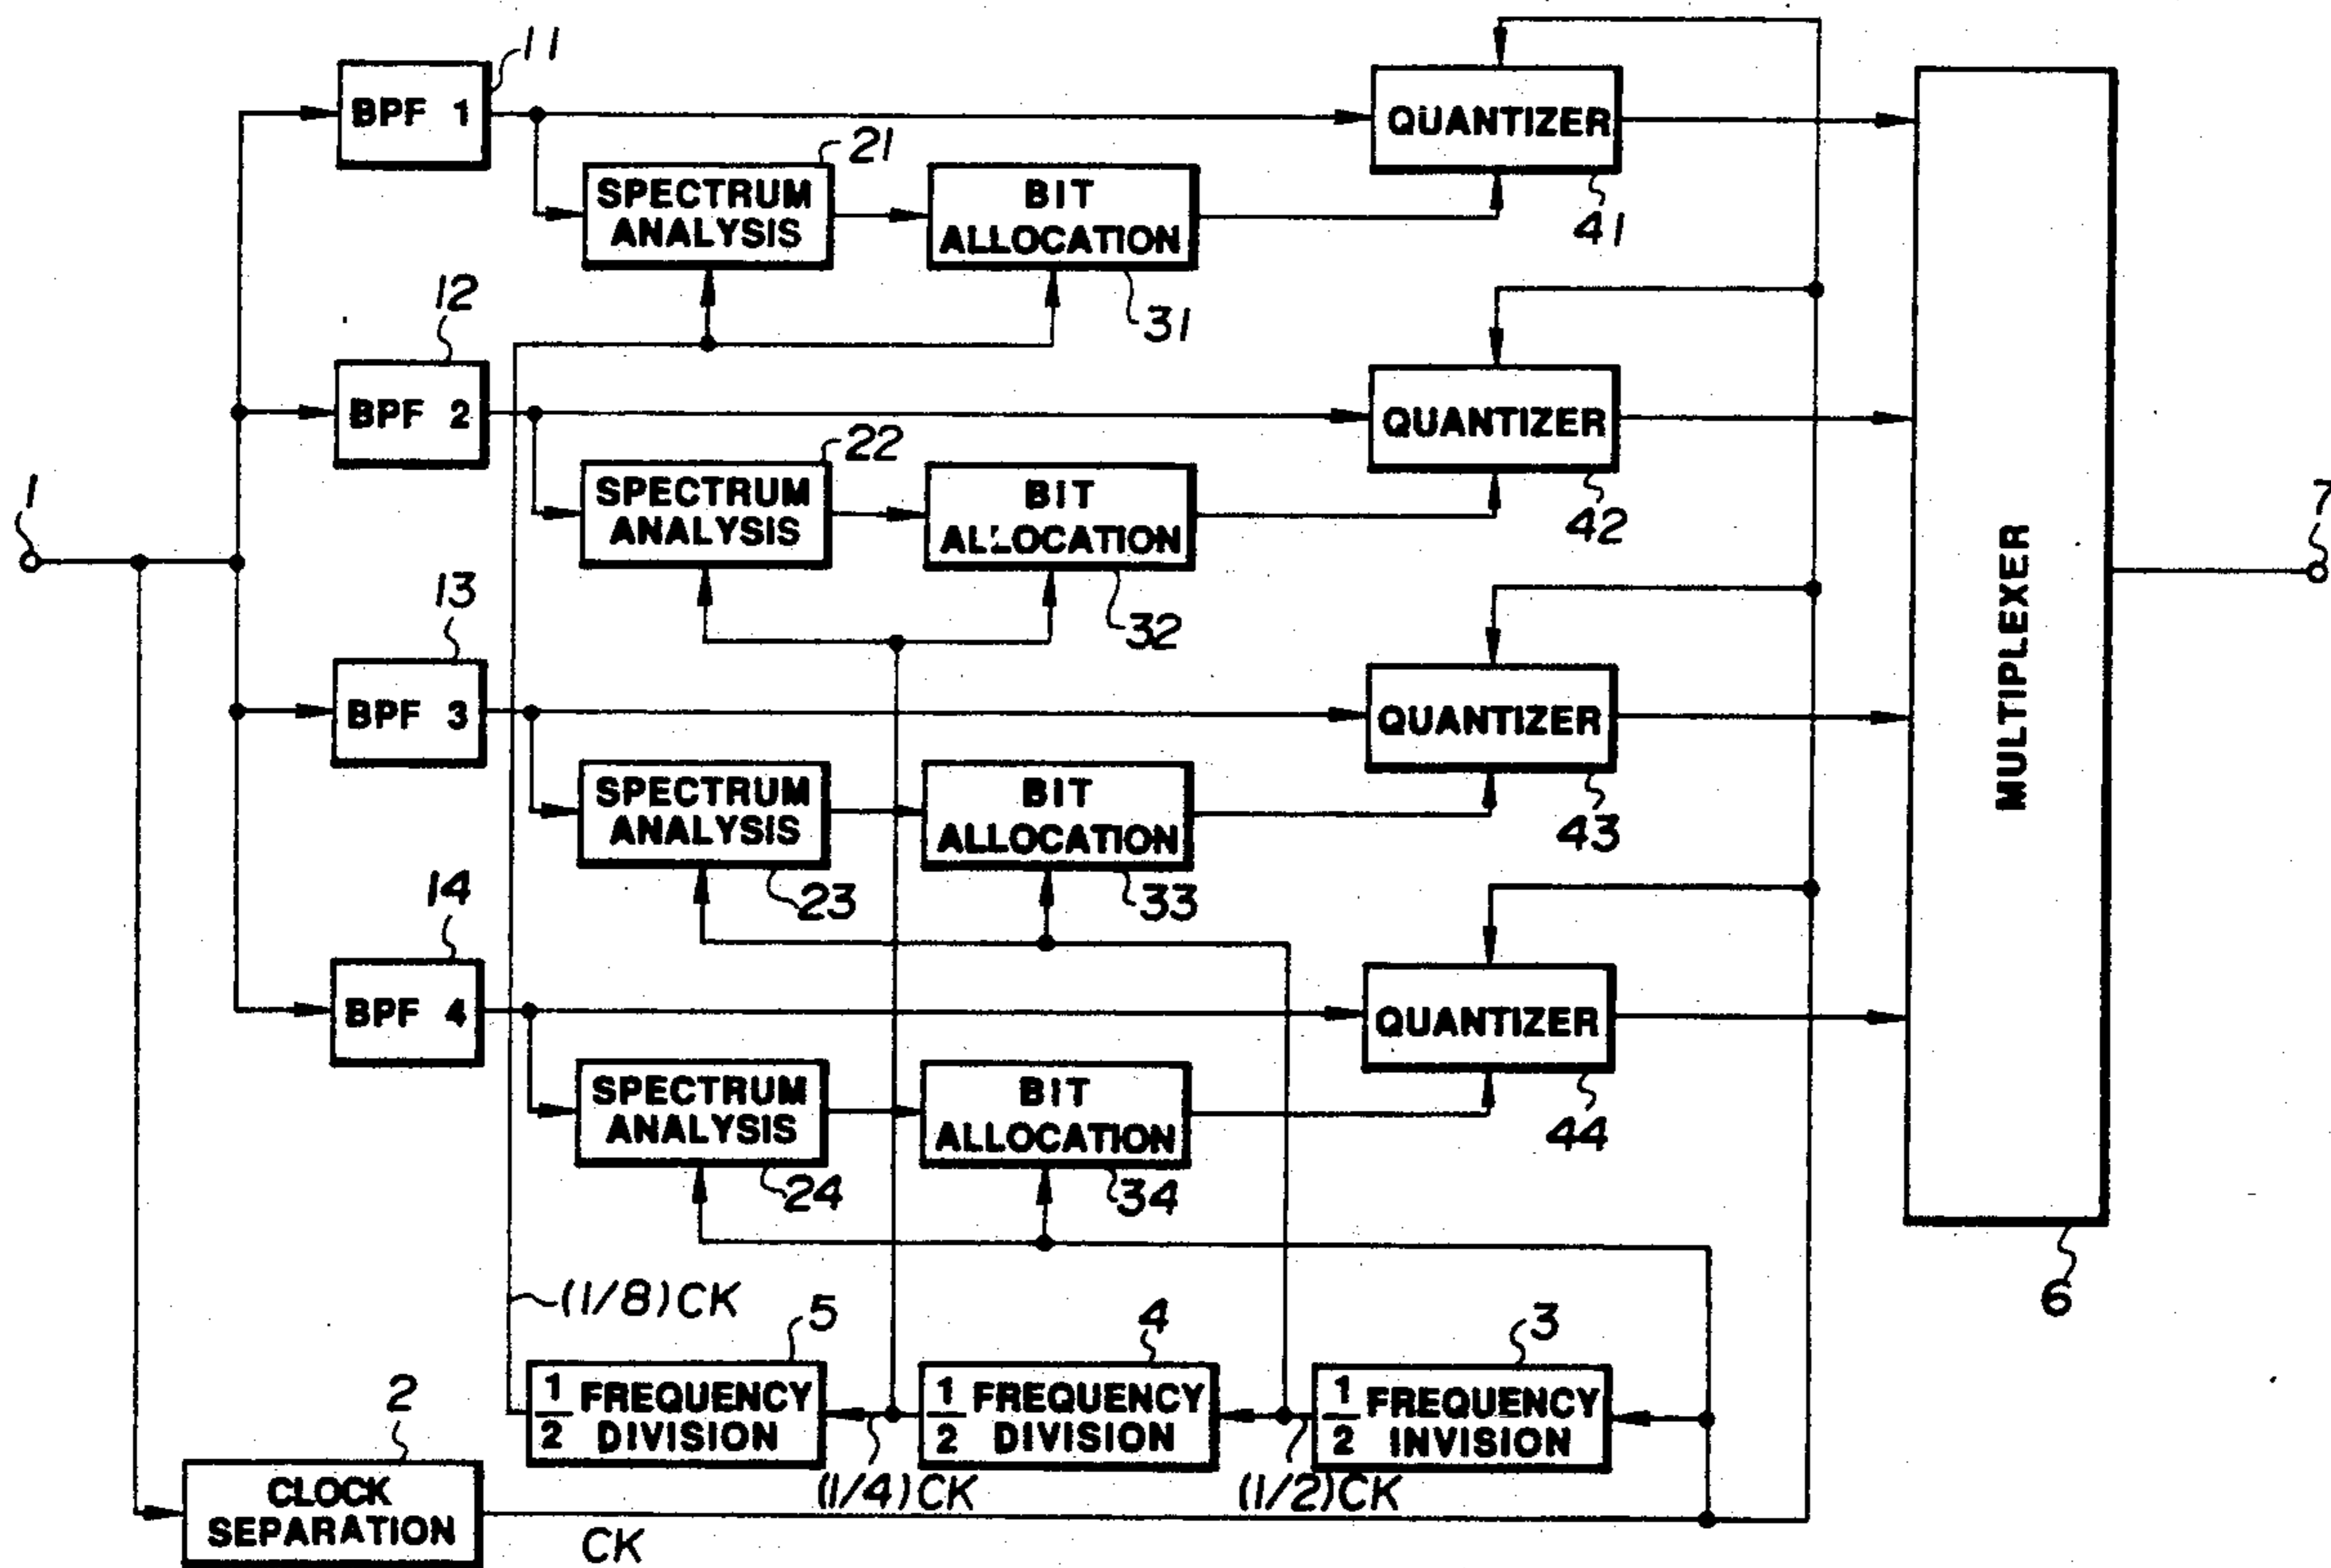 11
BPF 1
QUANTIZER
21
SPECTRUM
ANALYSIS
BIT
ALLOCATION
41
31
12
BPF 2
QUANTIZER
22
SPECTRUM
ANALYSIS
BIT
ALLOCATION
42
32
1
7
MULTIPLEXER
13
BPF 3
QUANTIZER
SPECTRUM
ANALYSIS
BIT
ALLOCATION
43
23
33
14
BPF 4
QUANTIZER
SPECTRUM
ANALYSIS
BIT
ALLOCATION
44
24
34
6
(1/8)CK
5
4
3
1/2 FREQUENCY
DIVISION
1/2 FREQUENCY
DIVISION
1/2 FREQUENCY
INVISION
(1/4)CK
(1/2)CK
2
CLOCK
SEPARATION
CK